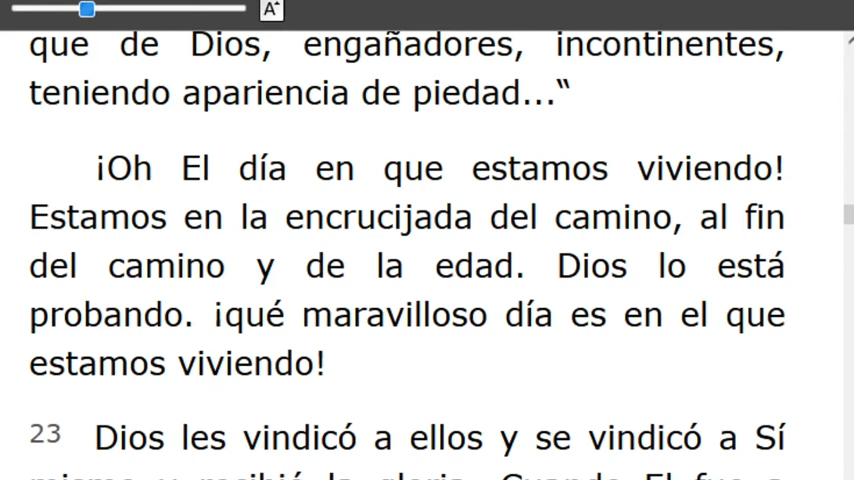 A
que de Dios, engañadores, incontinentes,
teniendo apariencia de piedad...“
¡Oh El día en que estamos viviendo!
Estamos en la encrucijada del camino, al fin
del camino y de la edad. Dios lo está
probando. ¡qué maravilloso día es en el que
estamos viviendo!
23 Dios les vindicó a ellos y se vindicó a Sí